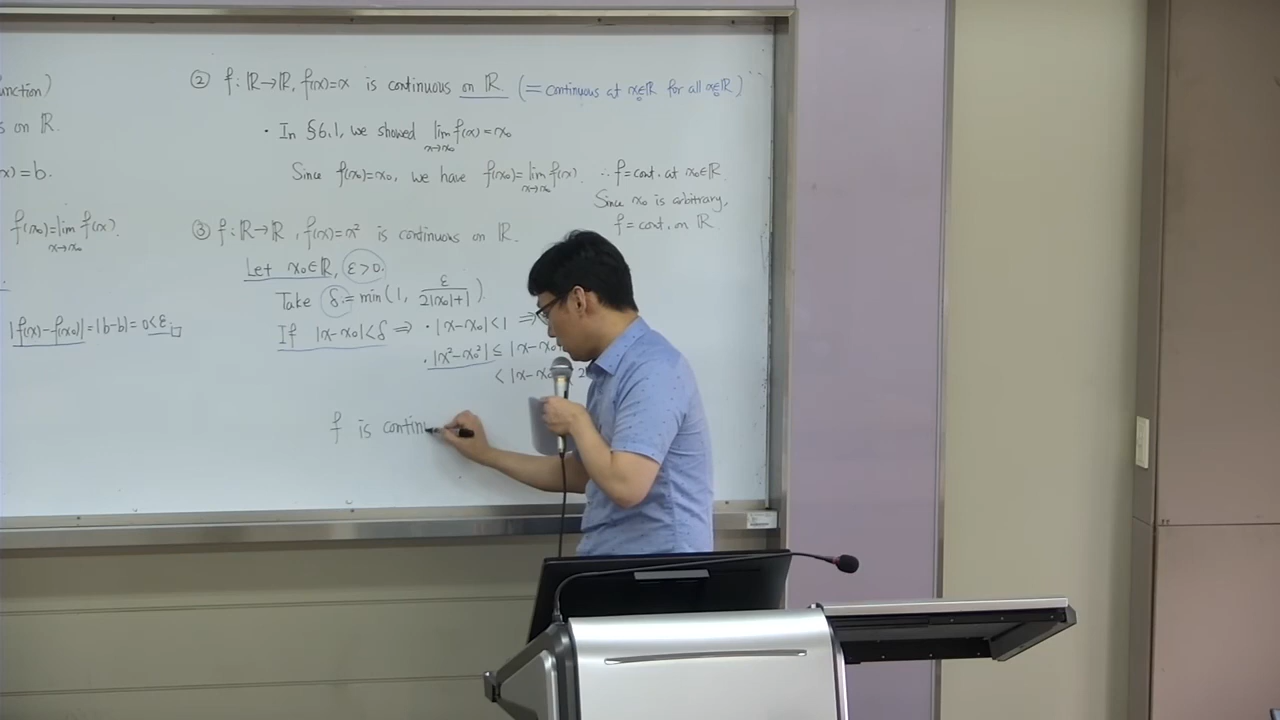 unction)
s on ℝ.
x) = b.
f(x₀) = lim f(x).
x→x₀
|f(x)-f(x₀)| = |b-b| = 0 < ε. □
② f: ℝ→ℝ, f(x)=x is continuous on ℝ (= continuous at x₀∈ℝ for all x₀∈ℝ)
· In §6.1, we showed lim f(x) = x₀
x→x₀
Since f(x₀)=x₀, we have f(x₀) = lim f(x). ∴ f = cont. at x₀∈ℝ.
x→x₀
Since x₀ is arbitrary,
f = cont. on ℝ
③ f: ℝ→ℝ, f(x)=x² is continuous on ℝ.
Let x₀∈ℝ, ε>0.
Take δ := min(1, ε/(2|x₀|+1)).
If |x-x₀|<δ ⇒ · |x-x₀|<1 ⇒
· |x²-x₀²| ≤ |x-x₀
< |x-x₀
f is continu